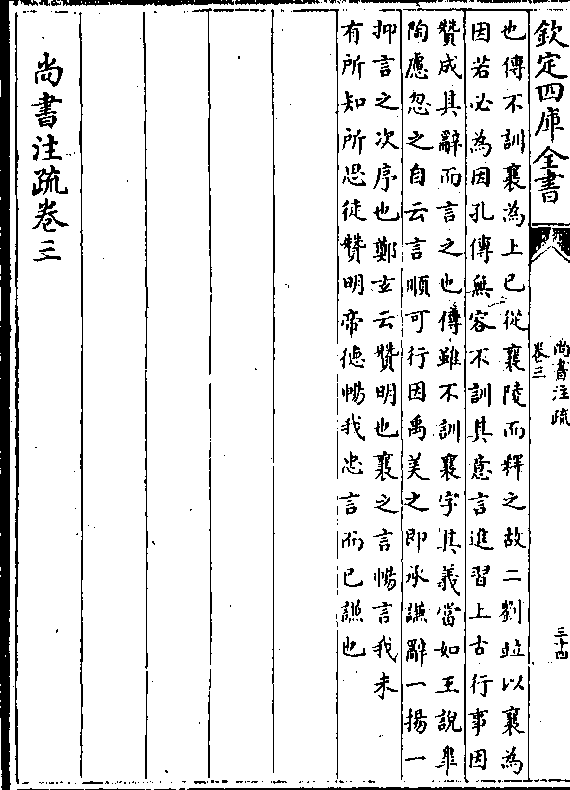 欽定四庫全書
尚書注疏
卷三
三十四
也傳不訓襄為上已從襄陵而釋之故二劉竝以襄為
因若必為因孔傳無容不訓其意言進習上古行事因
贊成其辭而言之也傳雖不訓襄字其義當如王說臯
陶慮忽之自云言順可行因禹美之即承謙辭一揚一
抑言之次序也鄭玄云贊明也襄之言暢言我未
有所知所思徒贊明帝德暢我忠言而已謙也
尚書注疏卷三